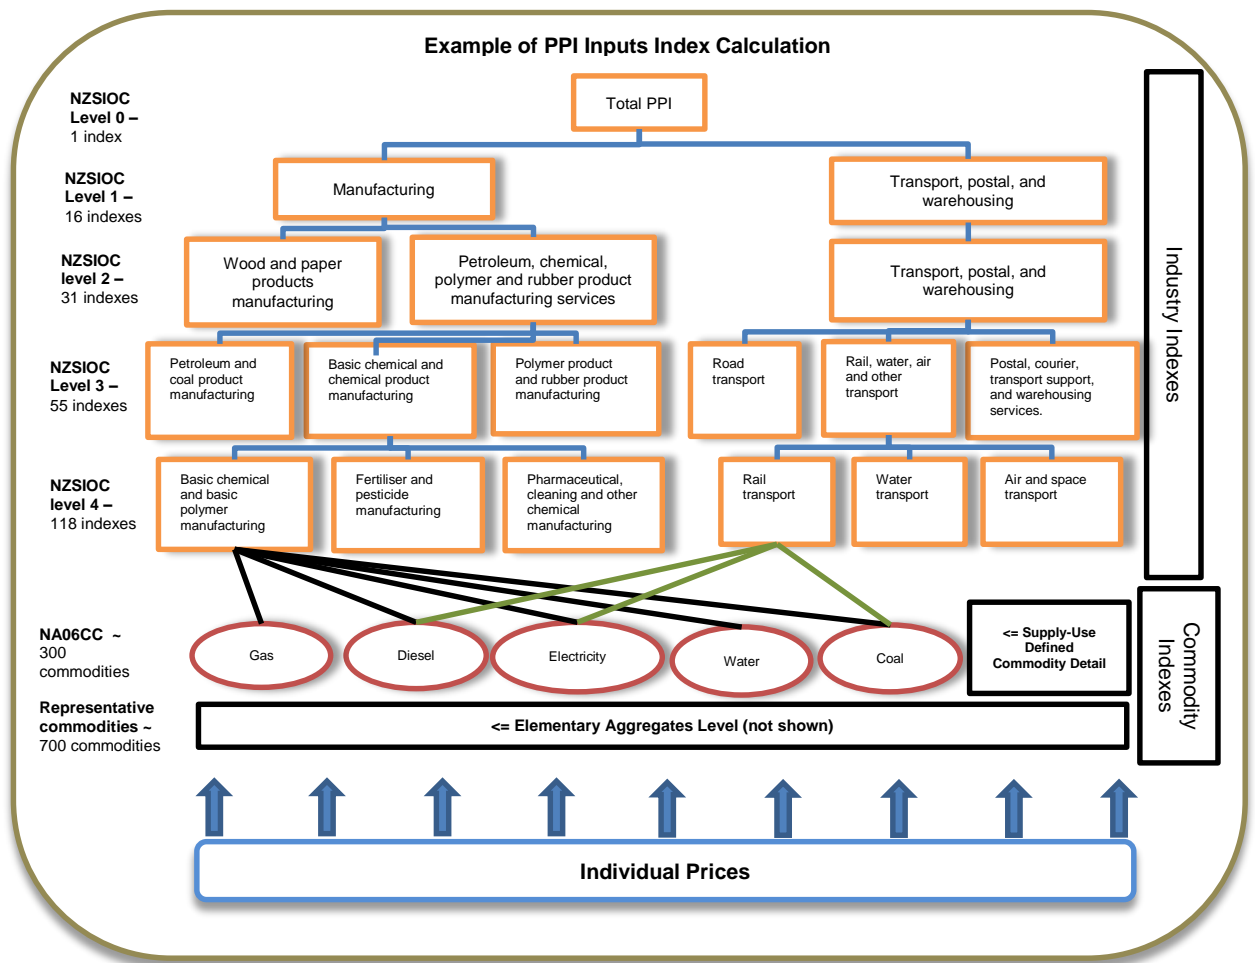 Example of PPI Inputs Index Calculation
NZSIOC
Level 0 –
1 index
Total PPI
NZSIOC
Level 1 –
16 indexes
Manufacturing
Transport, postal, and
warehousing
NZSIOC
level 2 –
31 indexes
Wood and paper
products
manufacturing
Petroleum, chemical,
polymer and rubber product
manufacturing services
Transport, postal, and
warehousing
NZSIOC
Level 3 –
55 indexes
Petroleum and
coal product
manufacturing
Basic chemical and
chemical product
manufacturing
Polymer product
and rubber product
manufacturing
Road
transport
Rail, water, air
and other
transport
Postal, courier,
transport support,
and warehousing
services.
NZSIOC
level 4 –
118 indexes
Basic chemical
and basic
polymer
manufacturing
Fertiliser and
pesticide
manufacturing
Pharmaceutical,
cleaning and other
chemical
manufacturing
Rail
transport
Water
transport
Air and space
transport
Industry Indexes
NA06CC ~
300
commodities
Gas
Diesel
Electricity
Water
Coal
<= Supply-Use
Defined
Commodity Detail
Commodity
Indexes
Representative
commodities ~
700 commodities
<= Elementary Aggregates Level (not shown)
Individual Prices